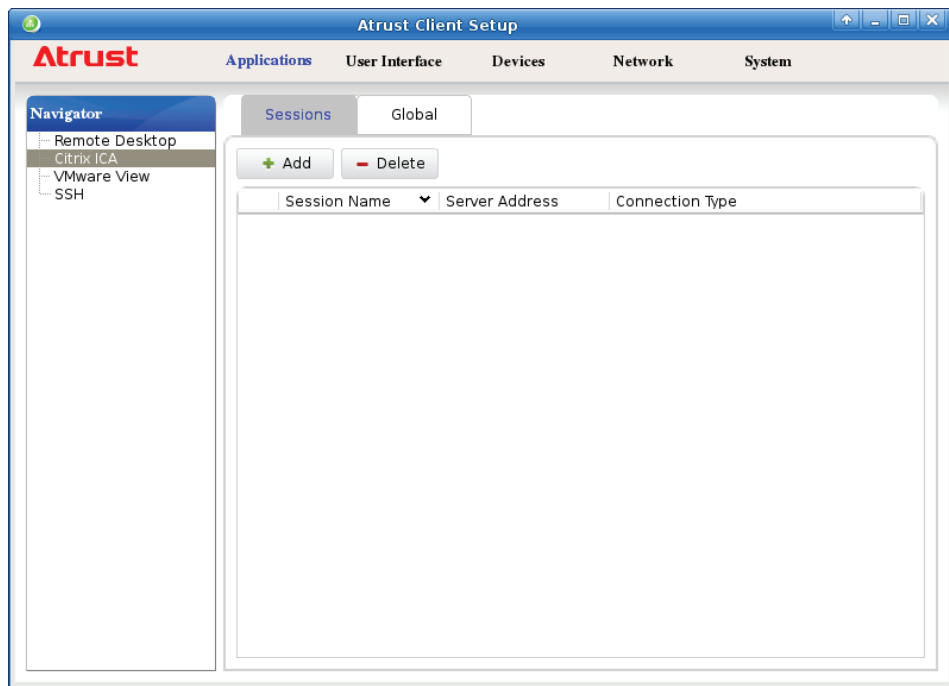 Atrust Client Setup
Atrust
Applications User Interface Devices Network System
Navigator
Remote Desktop
Citrix ICA
VMware View
SSH
Sessions Global
Add Delete
Session Name Server Address Connection Type